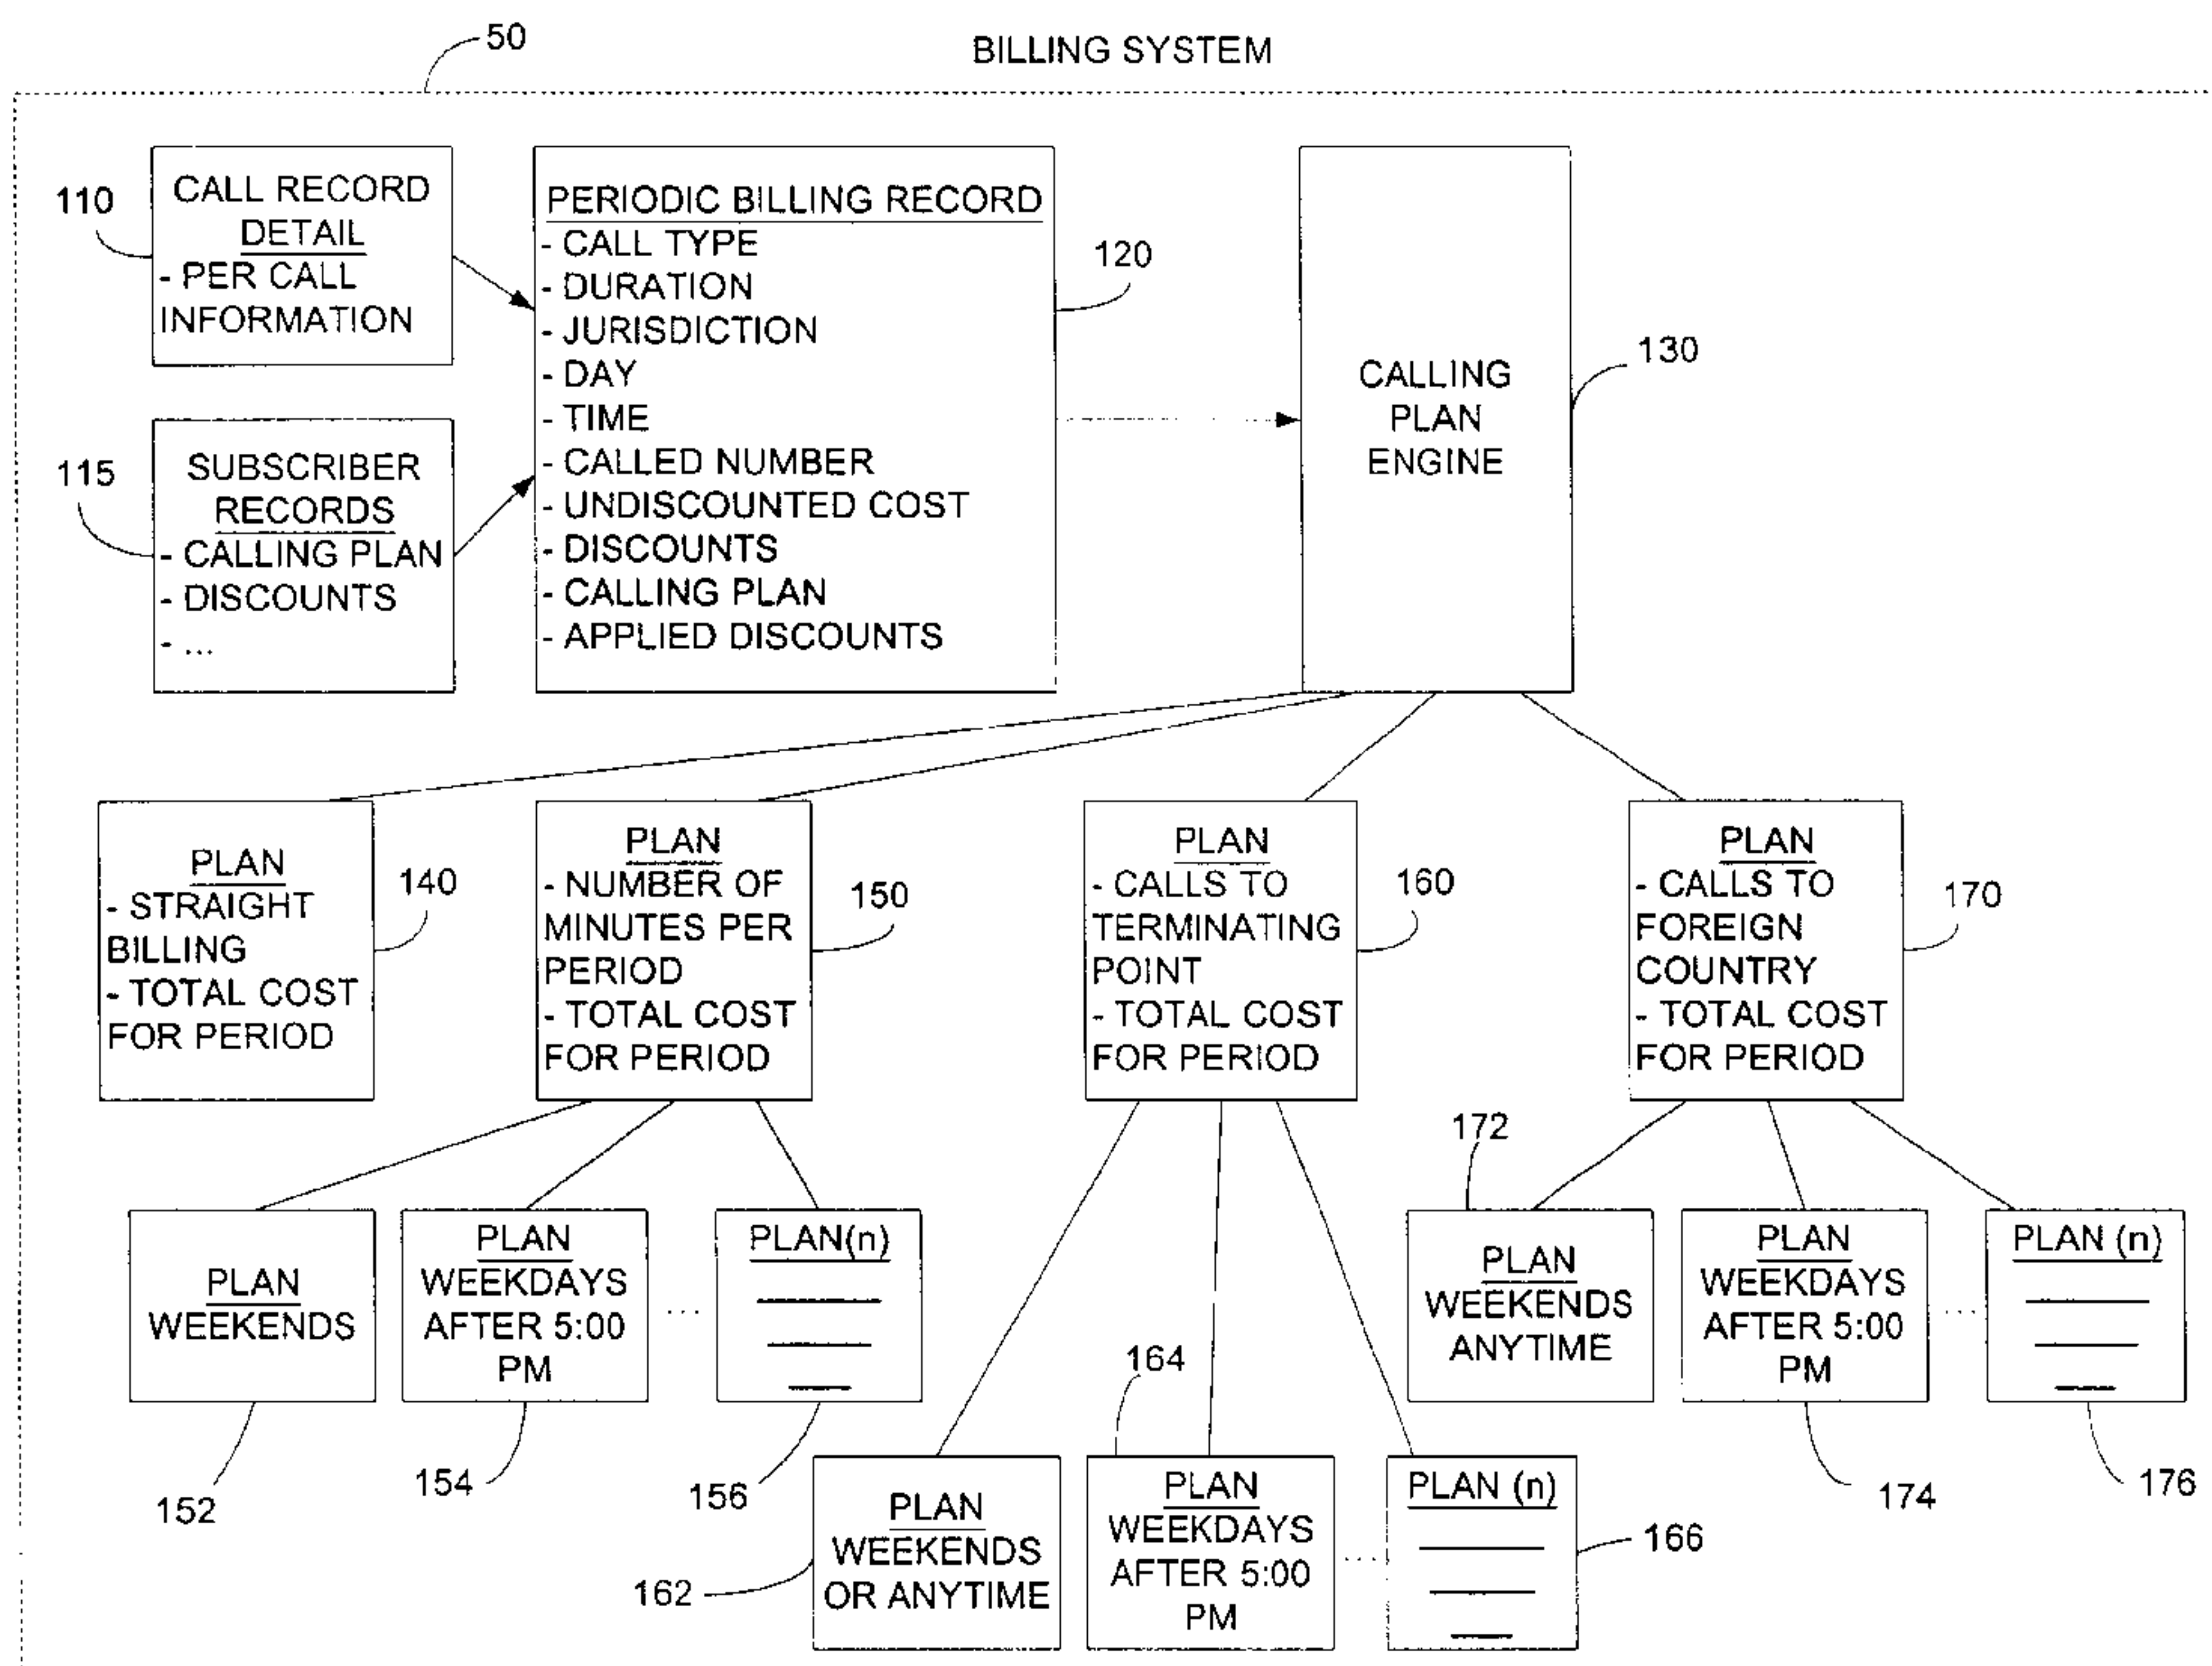 50
BILLING SYSTEM
110
CALL RECORD
DETAIL
- PER CALL
INFORMATION
115
SUBSCRIBER
RECORDS
- CALLING PLAN
- DISCOUNTS
- ...
PERIODIC BILLING RECORD
- CALL TYPE
- DURATION
- JURISDICTION
- DAY
- TIME
- CALLED NUMBER
- UNDISCOUNTED COST
- DISCOUNTS
- CALLING PLAN
- APPLIED DISCOUNTS
120
CALLING
PLAN
ENGINE
130
PLAN
- STRAIGHT
BILLING
- TOTAL COST
FOR PERIOD
140
PLAN
- NUMBER OF
MINUTES PER
PERIOD
- TOTAL COST
FOR PERIOD
150
PLAN
- CALLS TO
TERMINATING
POINT
- TOTAL COST
FOR PERIOD
160
PLAN
- CALLS TO
FOREIGN
COUNTRY
- TOTAL COST
FOR PERIOD
170
PLAN
WEEKENDS
152
PLAN
WEEKDAYS
AFTER 5:00
PM
154
...
PLAN(n)
156
172
PLAN
WEEKENDS
ANYTIME
PLAN
WEEKDAYS
AFTER 5:00
PM
174
...
PLAN (n)
176
PLAN
WEEKENDS
OR ANYTIME
162
164
PLAN
WEEKDAYS
AFTER 5:00
PM
...
PLAN (n)
166